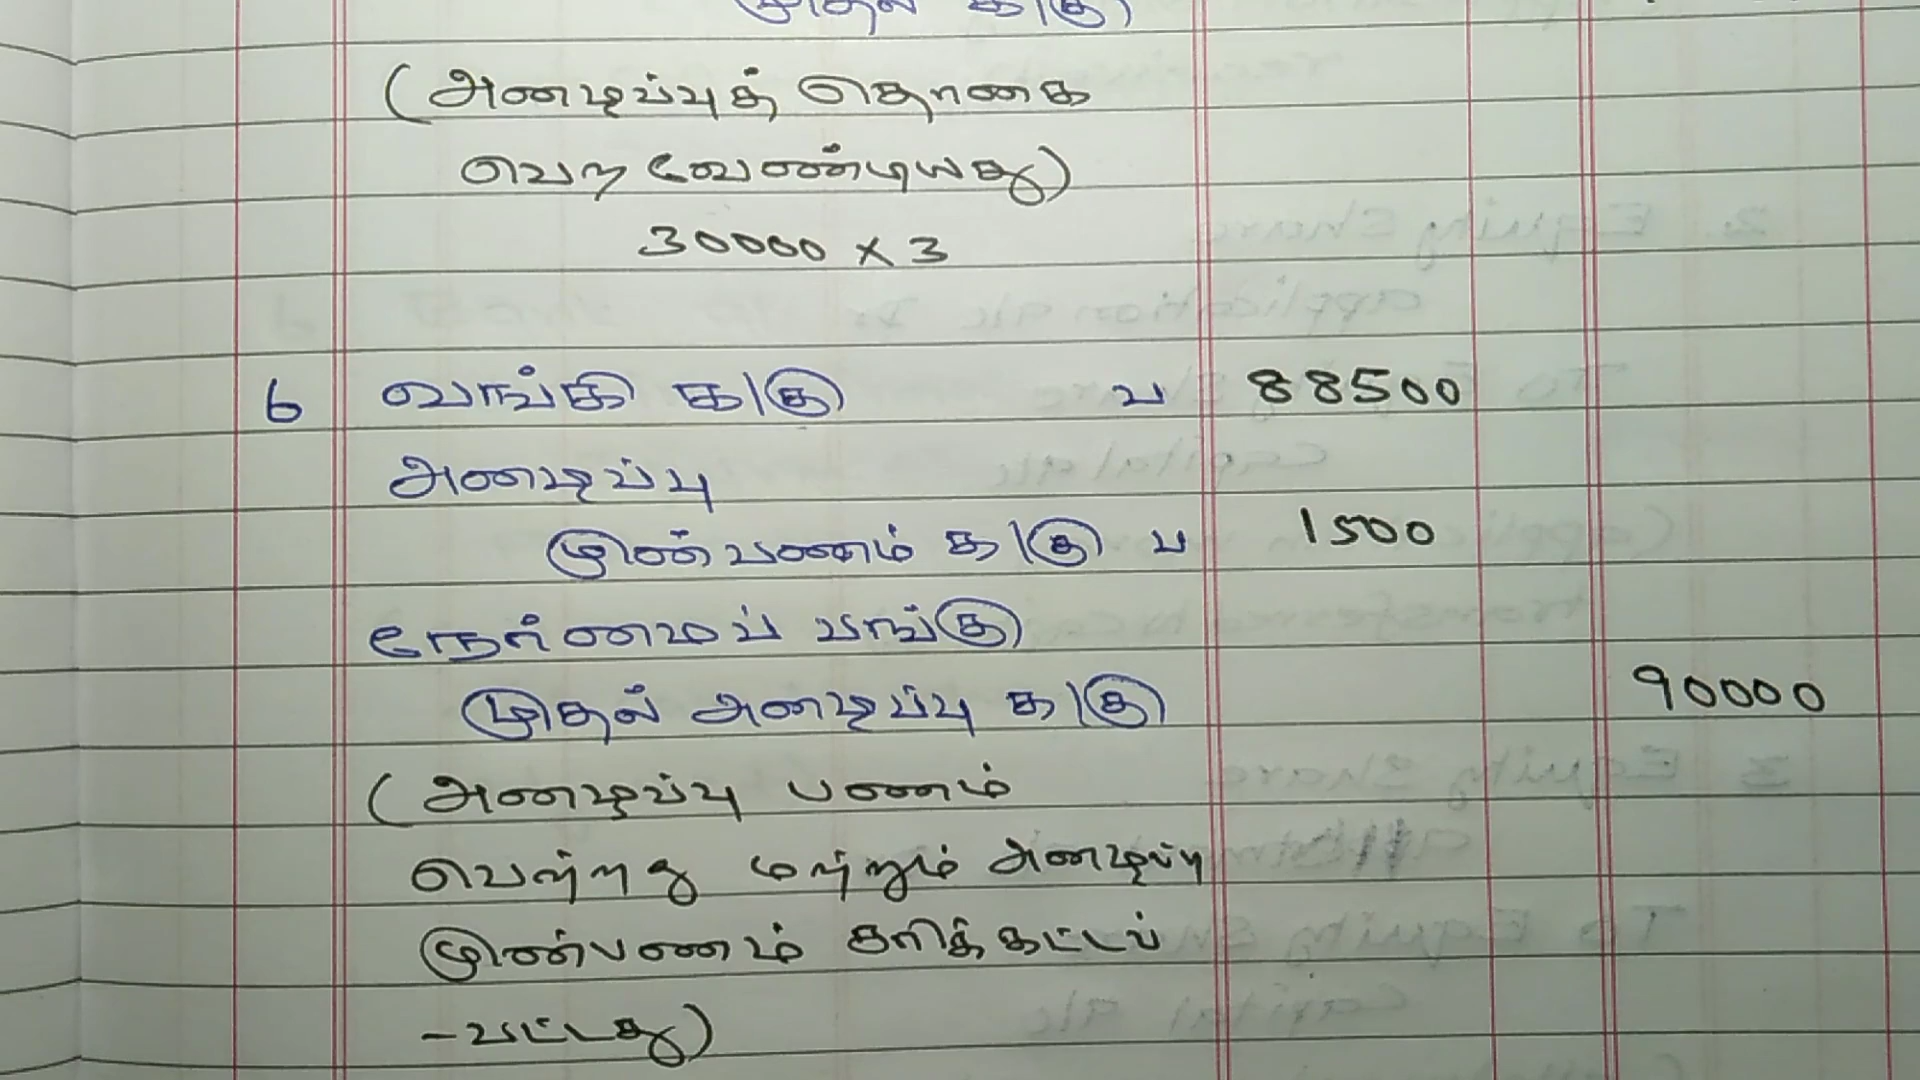 முதல் க/கு
(அழைப்புத் தொகை
பெற வேண்டியது)
30000 x 3
6 வங்கி க/கு ப 88500
அழைப்பு
முன்பணம் க/கு ப 1500
நேர்மைப் பங்கு
முதல் அழைப்பு க/கு 90000
(அழைப்பு பணம்
பெற்றது மற்றும் அழைப்பு
முன்பணம் சரிக்கட்டப்
-பட்டது)